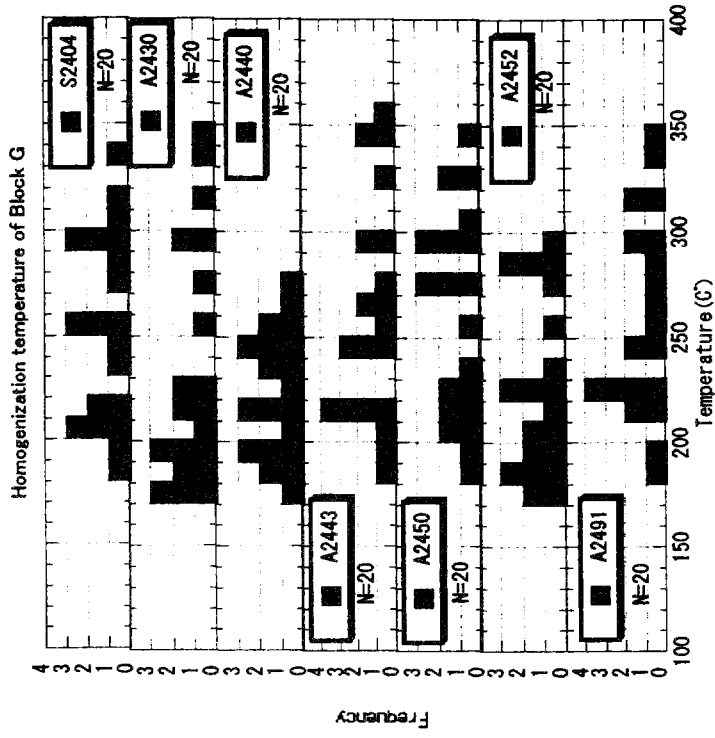 Homogenization temperature of Block G
S2404
N=20
A2430
N=20
A2440
N=20
A2443
N=20
A2450
N=20
A2452
N=20
A2491
N=20
4
3
2
1
0
3
2
1
0
3
2
1
0
4
3
2
1
0
3
2
1
0
3
2
1
0
4
3
2
1
0
Frequency
100
150
200
250
300
350
400
Temperature(C°)